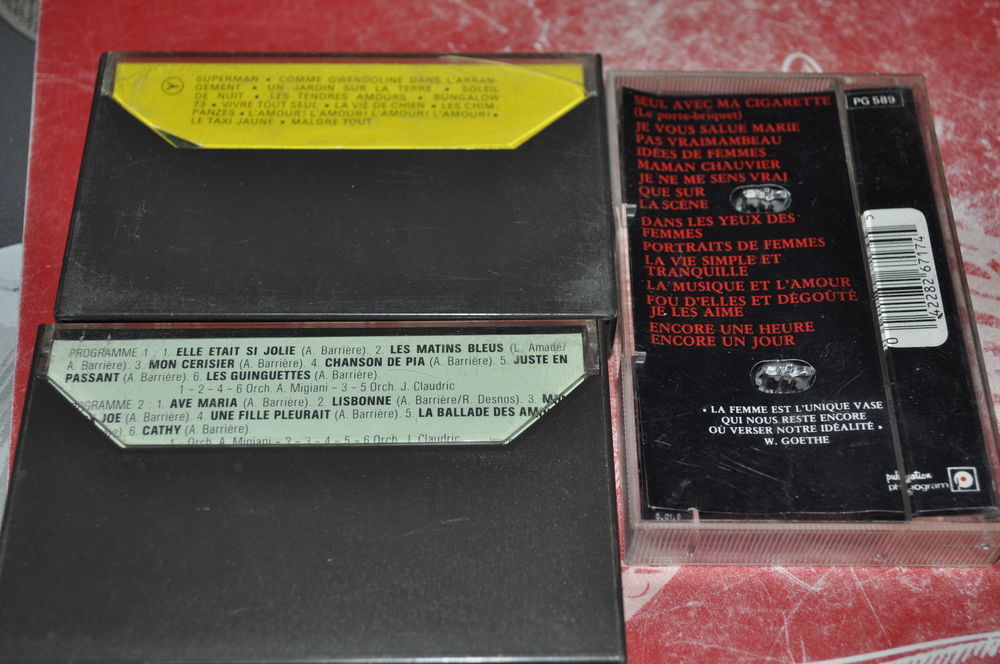 SUPERMAN • COMME GWENDOLINE DANS L'ARRAN-
GEMENT • UN JARDIN SUR LA TERRE • SOLEIL
DE NUIT • LES TENDRES AMOURS • BUNGALOW
73 • VIVRE TOUT SEUL • LA VIE DE CHIEN • LES CHIM-
PANZES • L'AMOUR! L'AMOUR! L'AMOUR! L'AMOUR! •
LE TAXI JAUNE • MALGRE TOUT
PROGRAMME 1 : 1. ELLE ETAIT SI JOLIE (A. Barrière). 2. LES MATINS BLEUS (L. Amade/
A. Barrière). 3. MON CERISIER (A. Barrière). 4. CHANSON DE PIA (A. Barrière). 5. JUSTE EN
PASSANT (A. Barrière). 6. LES GUINGUETTES (A. Barrière).
1 - 2 - 4 - 6 Orch. A. Migiani - 3 - 5 Orch. J. Claudric
PROGRAMME 2 : 1. AVE MARIA (A. Barrière). 2. LISBONNE (A. Barrière/R. Desnos). 3.
JOE (A. Barrière). 4. UNE FILLE PLEURAIT (A. Barrière). 5. LA BALLADE DES
6. CATHY (A. Barrière).
1 - Orch. A. Migiani - 2 - 3 - 4 - 5 - 6 Orch. J. Claudric
SEUL AVEC MA CIGARETTE
(Le porte-briquet)
JE VOUS SALUE MARIE
PAS VRAIMAMBEAU
IDÉES DE FEMMES
MAMAN CHAUVIER
JE NE ME SENS VRAI
QUE SUR
LA SCÈNE
DANS LES YEUX DES
FEMMES
PORTRAITS DE FEMMES
LA VIE SIMPLE ET
TRANQUILLE
LA MUSIQUE ET L'AMOUR
FOU D'ELLES ET DÉGOÛTÉ
JE LES AIME
ENCORE UNE HEURE
ENCORE UN JOUR
• LA FEMME EST L'UNIQUE VASE
QUI NOUS RESTE ENCORE
OÙ VERSER NOTRE IDÉALITÉ •
W. GOETHE
publication
phonogram
PG 589
0 42282 67174